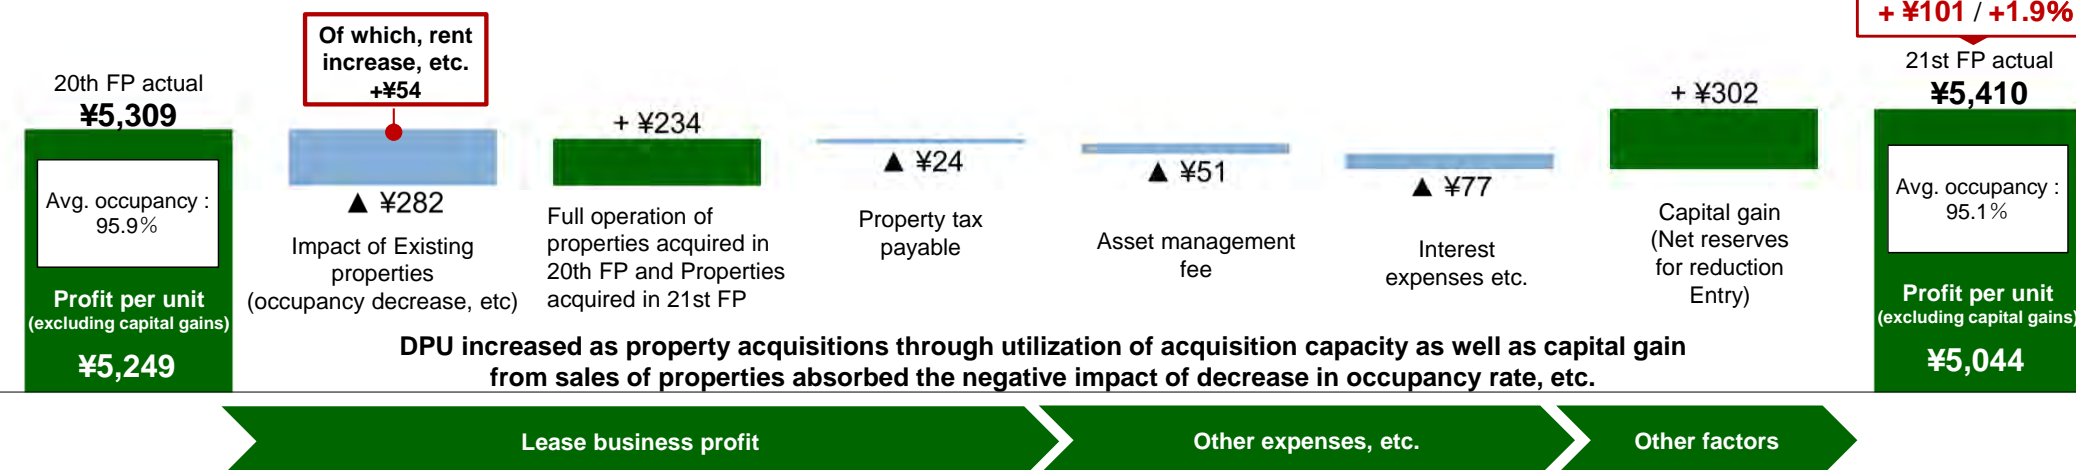 20th FP actual
¥5,309
Avg. occupancy :
95.9%
Profit per unit
(excluding capital gains)
¥5,249
Of which, rent
increase, etc.
+¥54
▲ ¥282
Impact of Existing
properties
(occupancy decrease, etc)
+ ¥234
Full operation of
properties acquired in
20th FP and Properties
acquired in 21st FP
▲ ¥24
Property tax
payable
▲ ¥51
Asset management
fee
▲ ¥77
Interest
expenses etc.
+ ¥302
Capital gain
(Net reserves
for reduction
Entry)
+ ¥101 / +1.9%
21st FP actual
¥5,410
Avg. occupancy :
95.1%
Profit per unit
(excluding capital gains)
¥5,044
DPU increased as property acquisitions through utilization of acquisition capacity as well as capital gain
from sales of properties absorbed the negative impact of decrease in occupancy rate, etc.
Lease business profit
Other expenses, etc.
Other factors